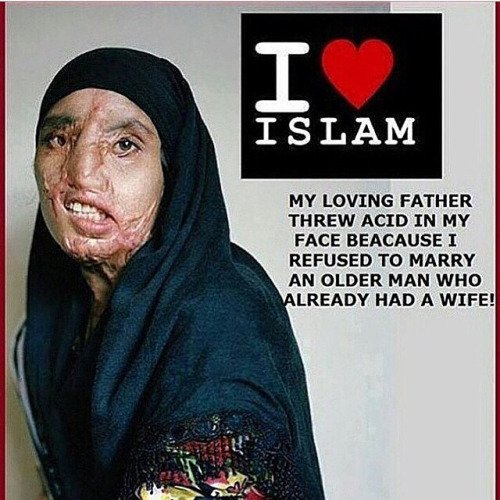 I ❤
ISLAM
MY LOVING FATHER
THREW ACID IN MY
FACE BEACAUSE I
REFUSED TO MARRY
AN OLDER MAN WHO
ALREADY HAD A WIFE!